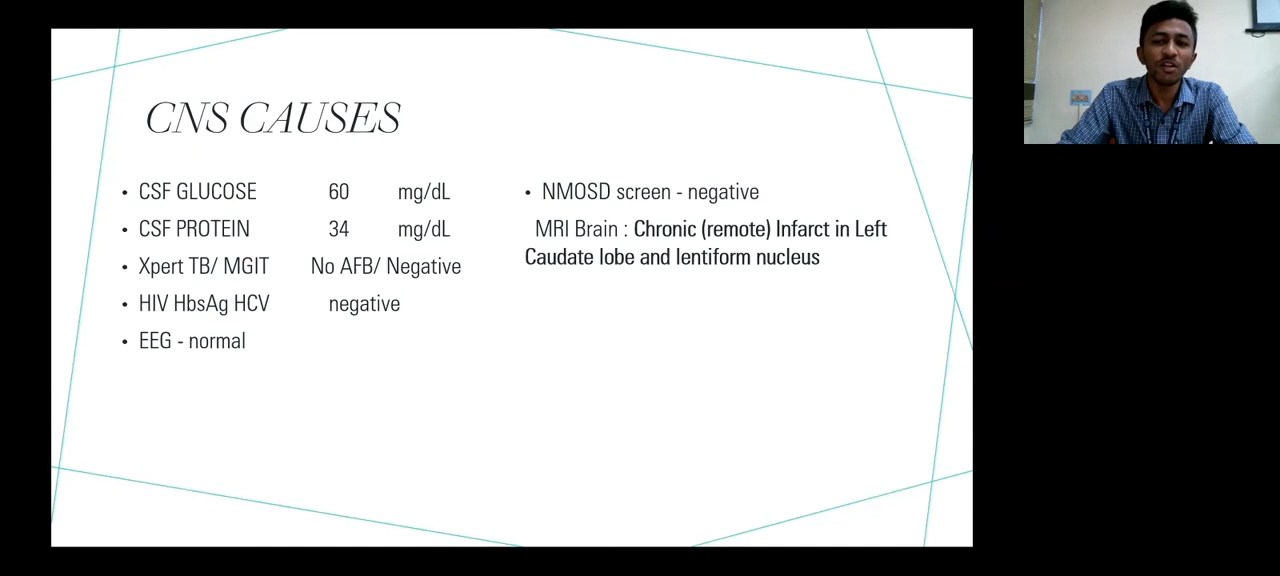 CNS CAUSES
• CSF GLUCOSE 60 mg/dL
• CSF PROTEIN 34 mg/dL
• Xpert TB/ MGIT No AFB/ Negative
• HIV HbsAg HCV negative
• EEG - normal
• NMOSD screen - negative
MRI Brain : Chronic (remote) Infarct in Left
Caudate lobe and lentiform nucleus